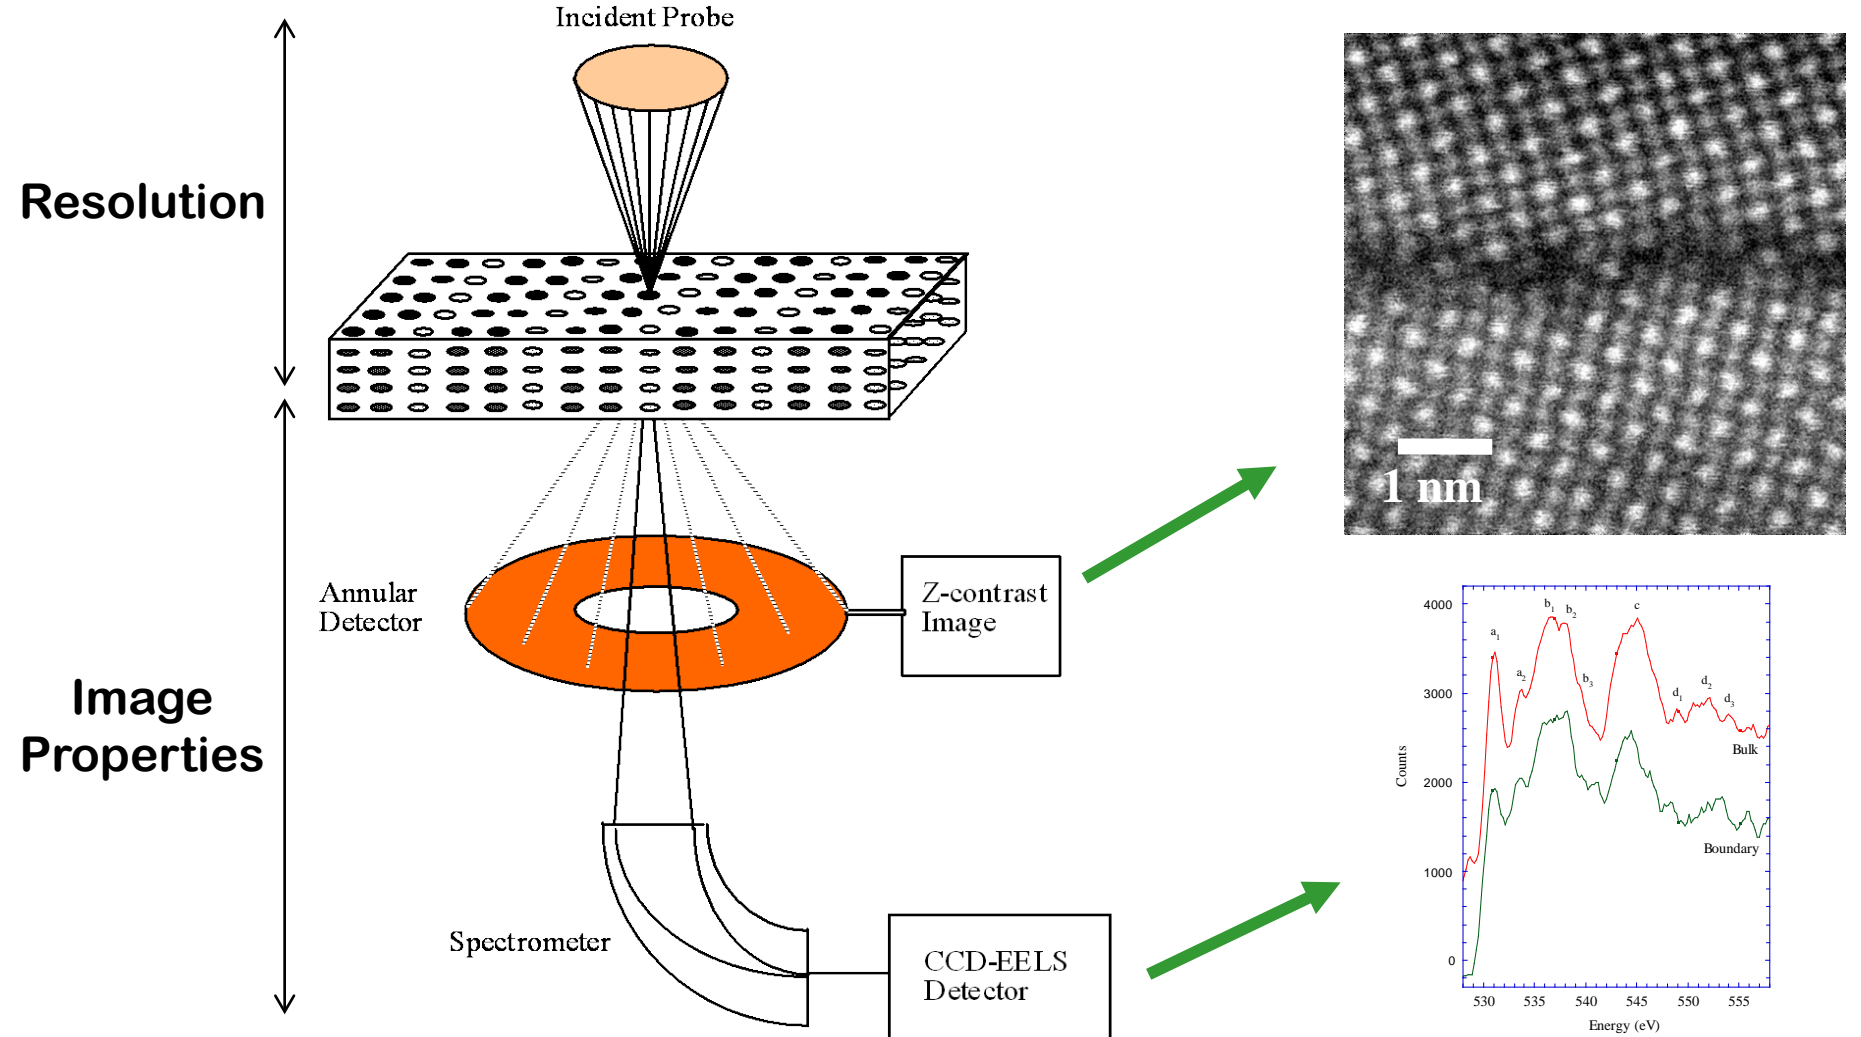 Incident Probe
Resolution
Annular
Detector
Z-contrast
Image
Image
Properties
Spectrometer
CCD-EELS
Detector
1 nm
4000
3000
2000
1000
0
Counts
a1
a2
b1
b2
b3
c
d1
d2
d3
Bulk
Boundary
530 535 540 545 550 555
Energy (eV)